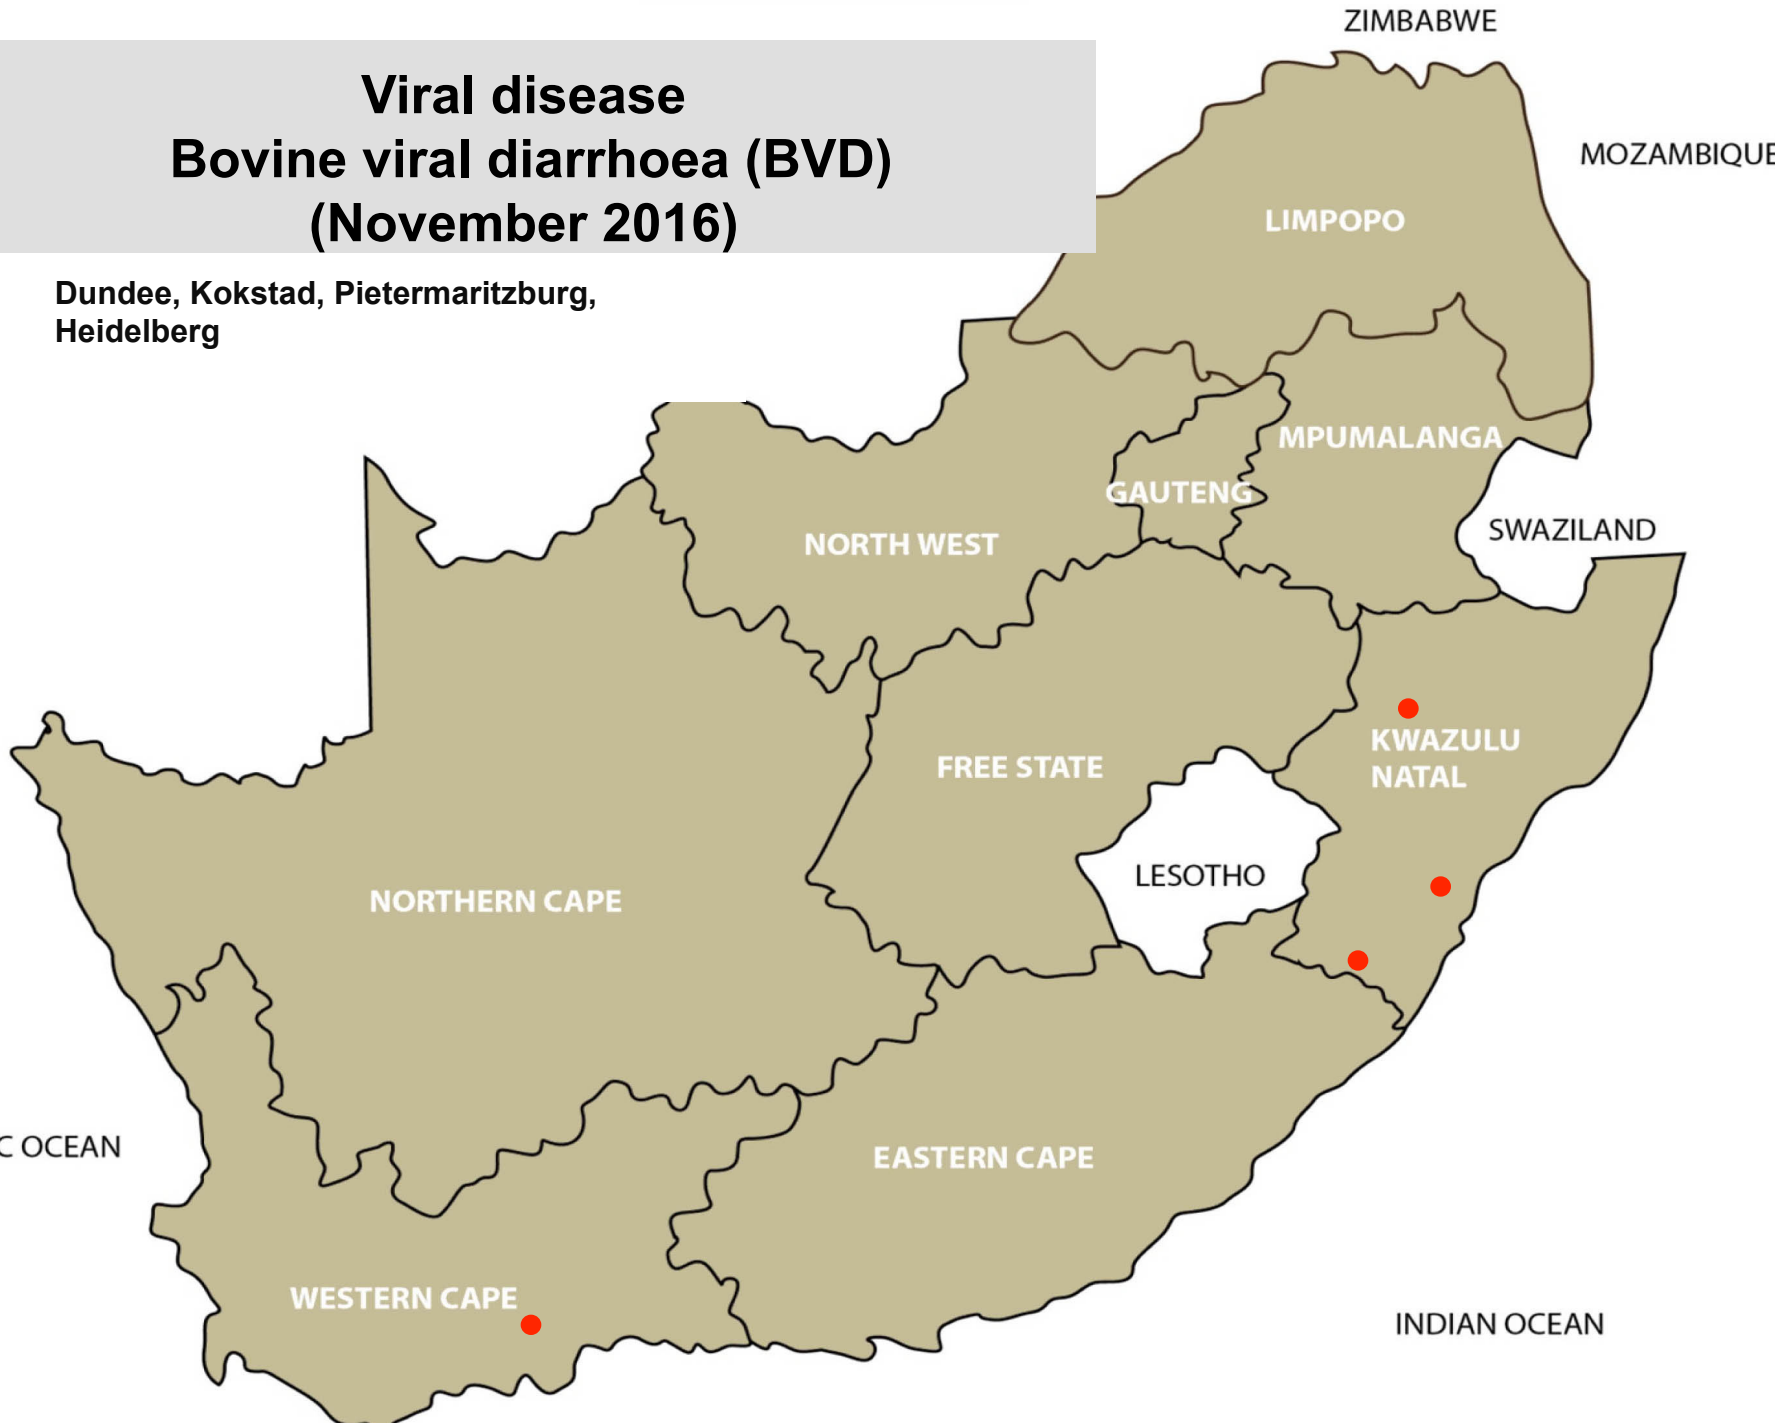 ZIMBABWE
Viral disease
Bovine viral diarrhoea (BVD)
(November 2016)
MOZAMBIQUE
LIMPOPO
Dundee, Kokstad, Pietermaritzburg,
Heidelberg
MPUMALANGA
GAUTENG
SWAZILAND
NORTH WEST
KWAZULU
NATAL
FREE STATE
LESOTHO
NORTHERN CAPE
C OCEAN
EASTERN CAPE
WESTERN CAPE
INDIAN OCEAN